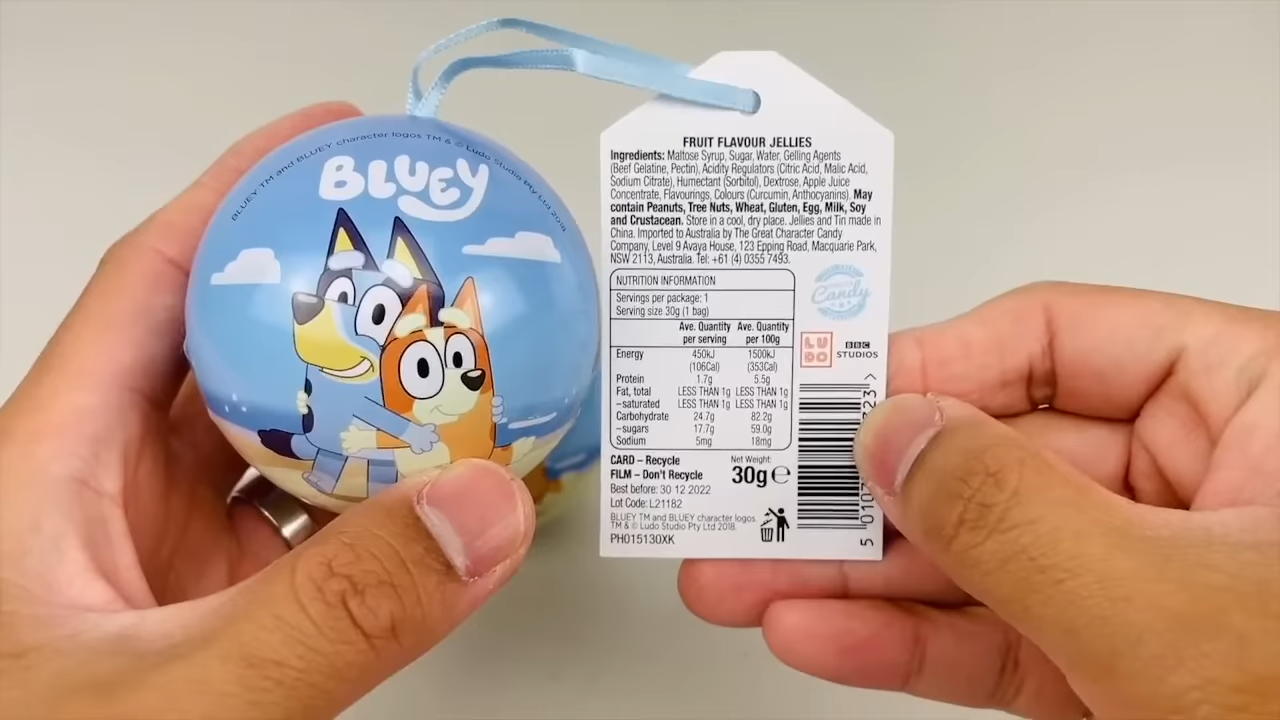 BLUEY TM and BLUEY character logos TM & © Ludo Studio Pty Ltd 2018
BLUEY
FRUIT FLAVOUR JELLIES
Ingredients: Maltose Syrup, Sugar, Water, Gelling Agents
(Beef Gelatine, Pectin), Acidity Regulators (Citric Acid, Malic Acid,
Sodium Citrate), Humectant (Sorbitol), Dextrose, Apple Juice
Concentrate, Flavourings, Colours (Curcumin, Anthocyanins). May
contain Peanuts, Tree Nuts, Wheat, Gluten, Egg, Milk, Soy
and Crustacean. Store in a cool, dry place. Jellies and Tin made in
China. Imported to Australia by The Great Character Candy
Company, Level 9 Avaya House, 123 Epping Road, Macquarie Park,
NSW 2113, Australia. Tel: +61 (4) 0355 7493.
NUTRITION INFORMATION
Servings per package: 1
Serving size 30g (1 bag)
Ave. Quantity Ave. Quantity
per serving per 100g
Energy 450kJ 1500kJ
(106Cal) (353Cal)
Protein 1.7g 5.5g
Fat, total LESS THAN 1g LESS THAN 1g
–saturated LESS THAN 1g LESS THAN 1g
Carbohydrate 24.7g 82.2g
–sugars 17.7g 59.0g
Sodium 5mg 18mg
Candy
LUDO
BBC
STUDIOS
CARD – Recycle
FILM – Don't Recycle
Net Weight:
30g ℮
Best before: 30 12 2022
Lot Code: L21182
BLUEY TM and BLUEY character logos
TM & © Ludo Studio Pty Ltd 2018.
PH015130XK